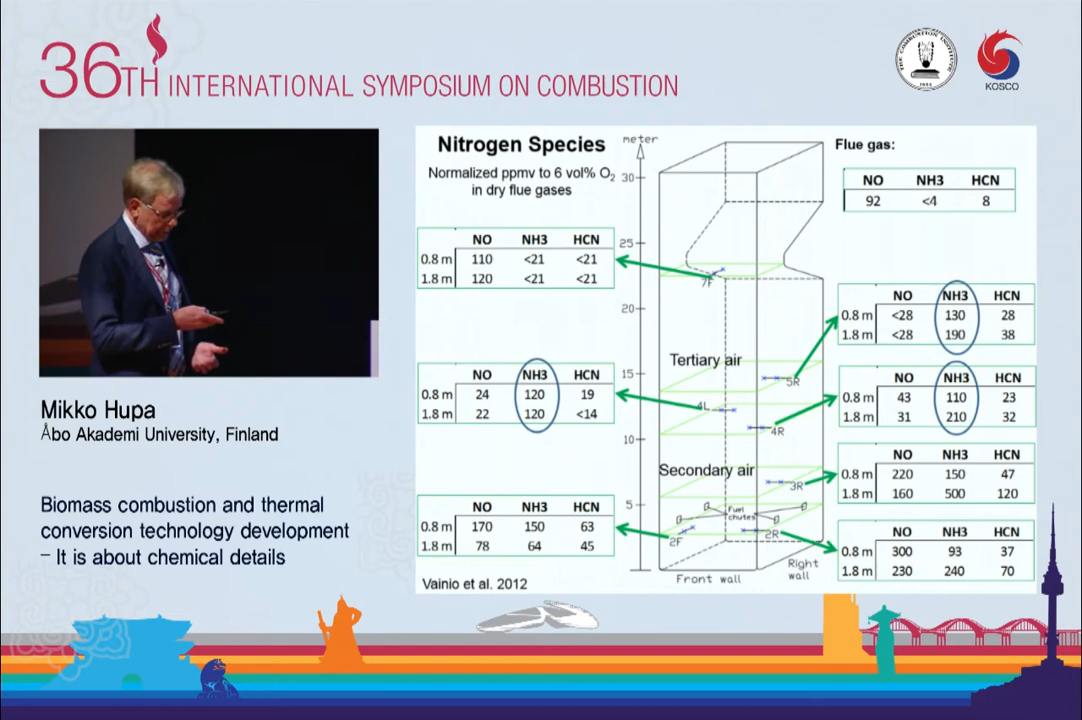 36TH INTERNATIONAL SYMPOSIUM ON COMBUSTION
THE COMBUSTION INSTITUTE
KOSCO
Mikko Hupa
Åbo Akademi University, Finland
Biomass combustion and thermal
conversion technology development
– It is about chemical details
Nitrogen Species
Normalized ppmv to 6 vol% O2
in dry flue gases
NO NH3 HCN
0.8 m 110 <21 <21
1.8 m 120 <21 <21
NO NH3 HCN
0.8 m 24 120 19
1.8 m 22 120 <14
NO NH3 HCN
0.8 m 170 150 63
1.8 m 78 64 45
Vainio et al. 2012
meter
30
25
20
15
10
5
7F
Tertiary air
5R
4L
4R
Secondary air
3R
Fuel
chutes
2F
2R
Front wall
Right
wall
Flue gas:
NO NH3 HCN
92 <4 8
NO NH3 HCN
0.8 m <28 130 28
1.8 m <28 190 38
NO NH3 HCN
0.8 m 43 110 23
1.8 m 31 210 32
NO NH3 HCN
0.8 m 220 150 47
1.8 m 160 500 120
NO NH3 HCN
0.8 m 300 93 37
1.8 m 230 240 70